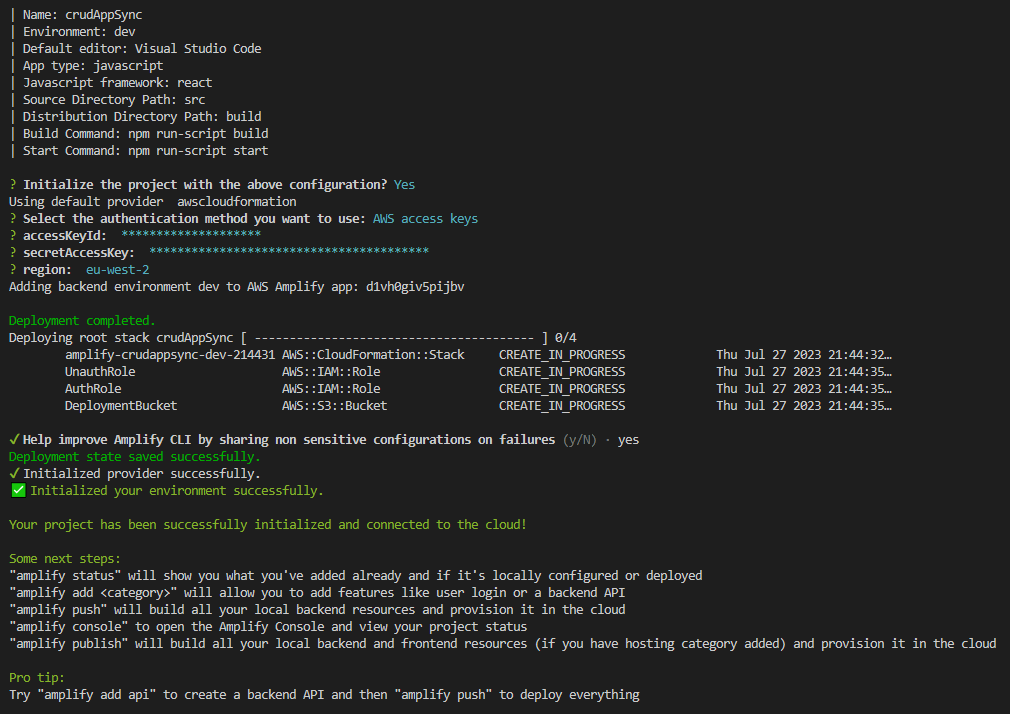 | Name: crudAppSync
| Environment: dev
| Default editor: Visual Studio Code
| App type: javascript
| Javascript framework: react
| Source Directory Path: src
| Distribution Directory Path: build
| Build Command: npm run-script build
| Start Command: npm run-script start
? Initialize the project with the above configuration? Yes
Using default provider  awscloudformation
? Select the authentication method you want to use: AWS access keys
? accessKeyId:  ********************
? secretAccessKey:  ****************************************
? region:  eu-west-2
Adding backend environment dev to AWS Amplify app: d1vh0giv5pijbv
Deployment completed.
Deploying root stack crudAppSync [ ---------------------------------------- ] 0/4
amplify-crudappsync-dev-214431 AWS::CloudFormation::Stack     CREATE_IN_PROGRESS             Thu Jul 27 2023 21:44:32…
UnauthRole                     AWS::IAM::Role                 CREATE_IN_PROGRESS             Thu Jul 27 2023 21:44:35…
AuthRole                       AWS::IAM::Role                 CREATE_IN_PROGRESS             Thu Jul 27 2023 21:44:35…
DeploymentBucket               AWS::S3::Bucket                CREATE_IN_PROGRESS             Thu Jul 27 2023 21:44:35…
✓ Help improve Amplify CLI by sharing non sensitive configurations on failures (y/N) · yes
Deployment state saved successfully.
✓ Initialized provider successfully.
✅ Initialized your environment successfully.
Your project has been successfully initialized and connected to the cloud!
Some next steps:
"amplify status" will show you what you've added already and if it's locally configured or deployed
"amplify add <category>" will allow you to add features like user login or a backend API
"amplify push" will build all your local backend resources and provision it in the cloud
"amplify console" to open the Amplify Console and view your project status
"amplify publish" will build all your local backend and frontend resources (if you have hosting category added) and provision it in the cloud
Pro tip:
Try "amplify add api" to create a backend API and then "amplify push" to deploy everything